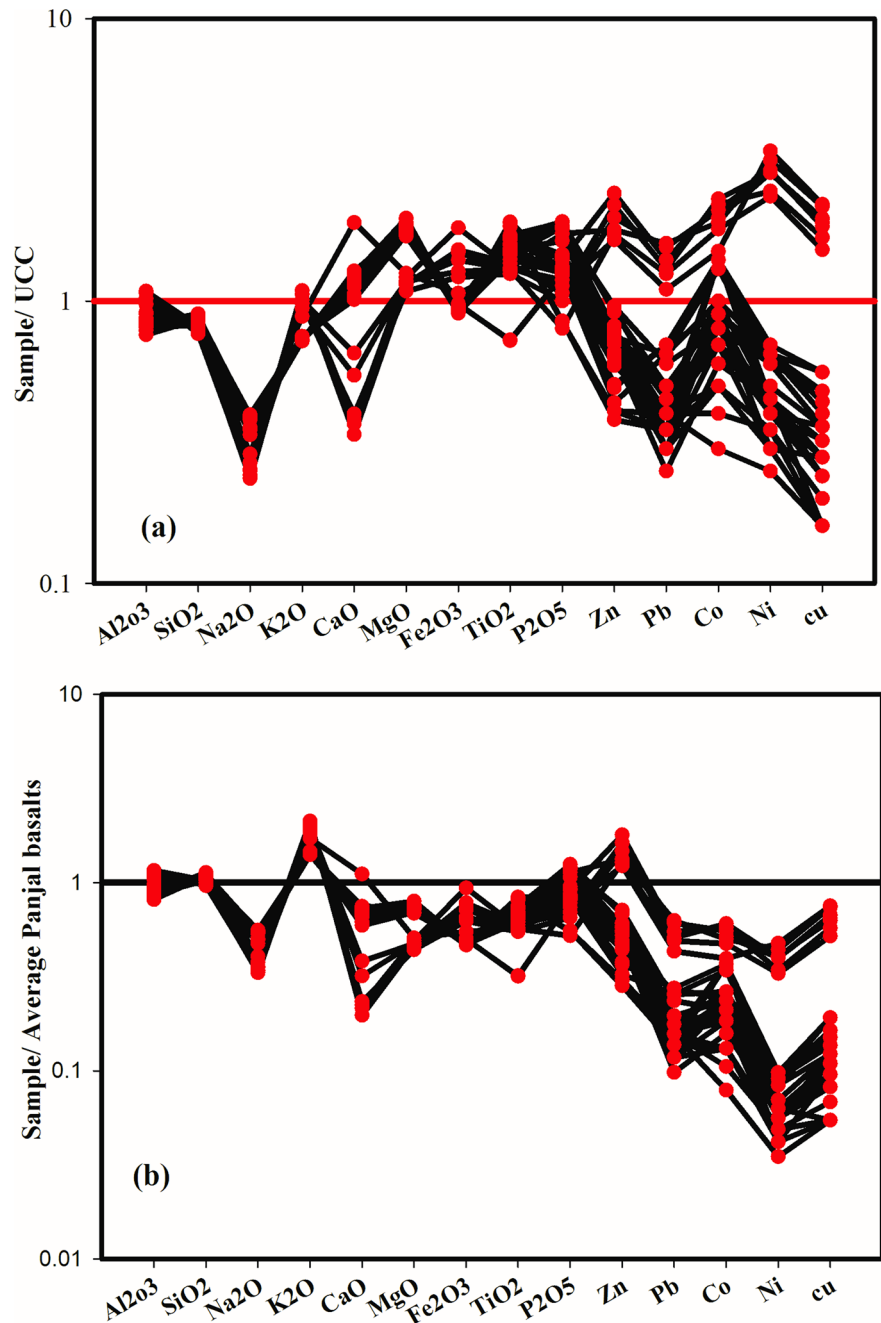 10
1
0.1
Sample/ UCC
(a)
Al2o3 SiO2 Na2O K2O CaO MgO Fe2O3 TiO2 P2O5 Zn Pb Co Ni cu
10
1
0.1
0.01
Sample/ Average Panjal basalts
(b)
Al2o3 SiO2 Na2O K2O CaO MgO Fe2O3 TiO2 P2O5 Zn Pb Co Ni cu